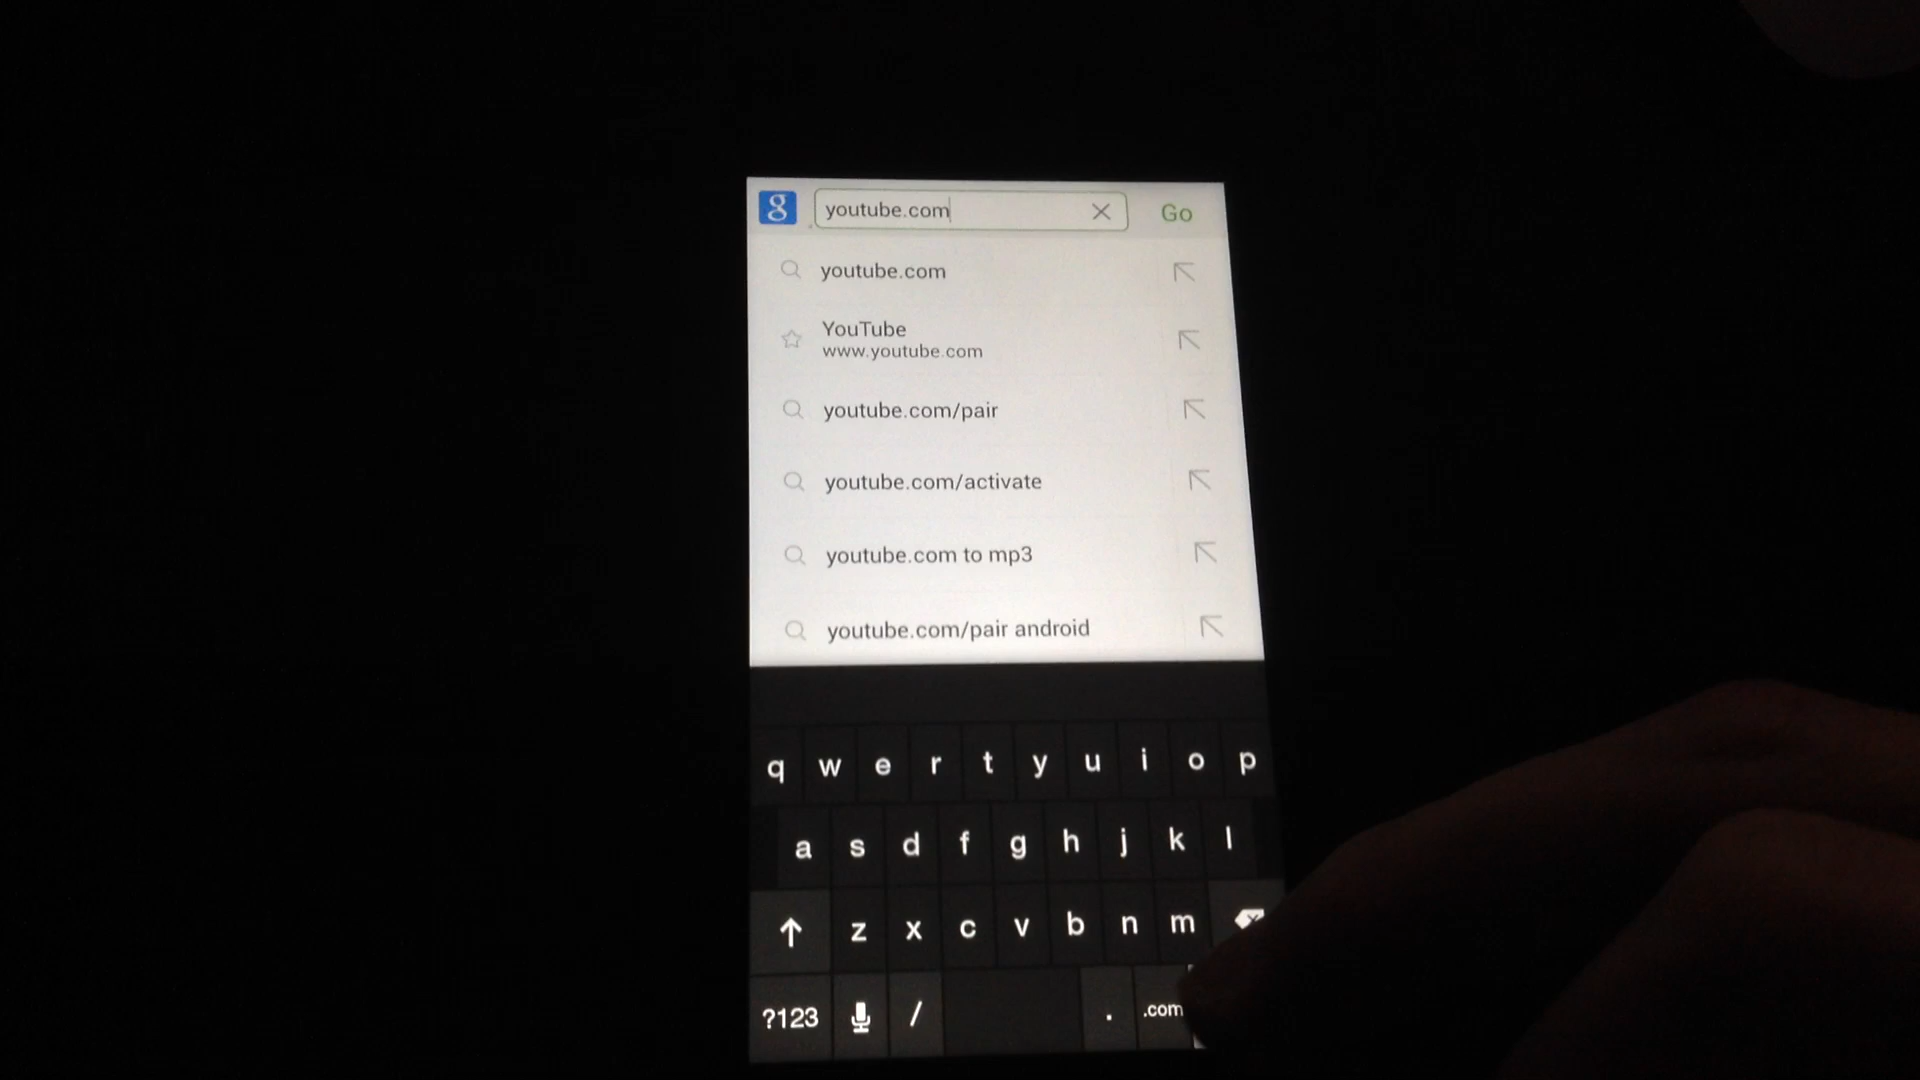 g youtube.com Go
youtube.com
YouTube
www.youtube.com
youtube.com/pair
youtube.com/activate
youtube.com to mp3
youtube.com/pair android
q w e r t y u i o p
a s d f g h j k l
z x c v b n m
?123 / . .com